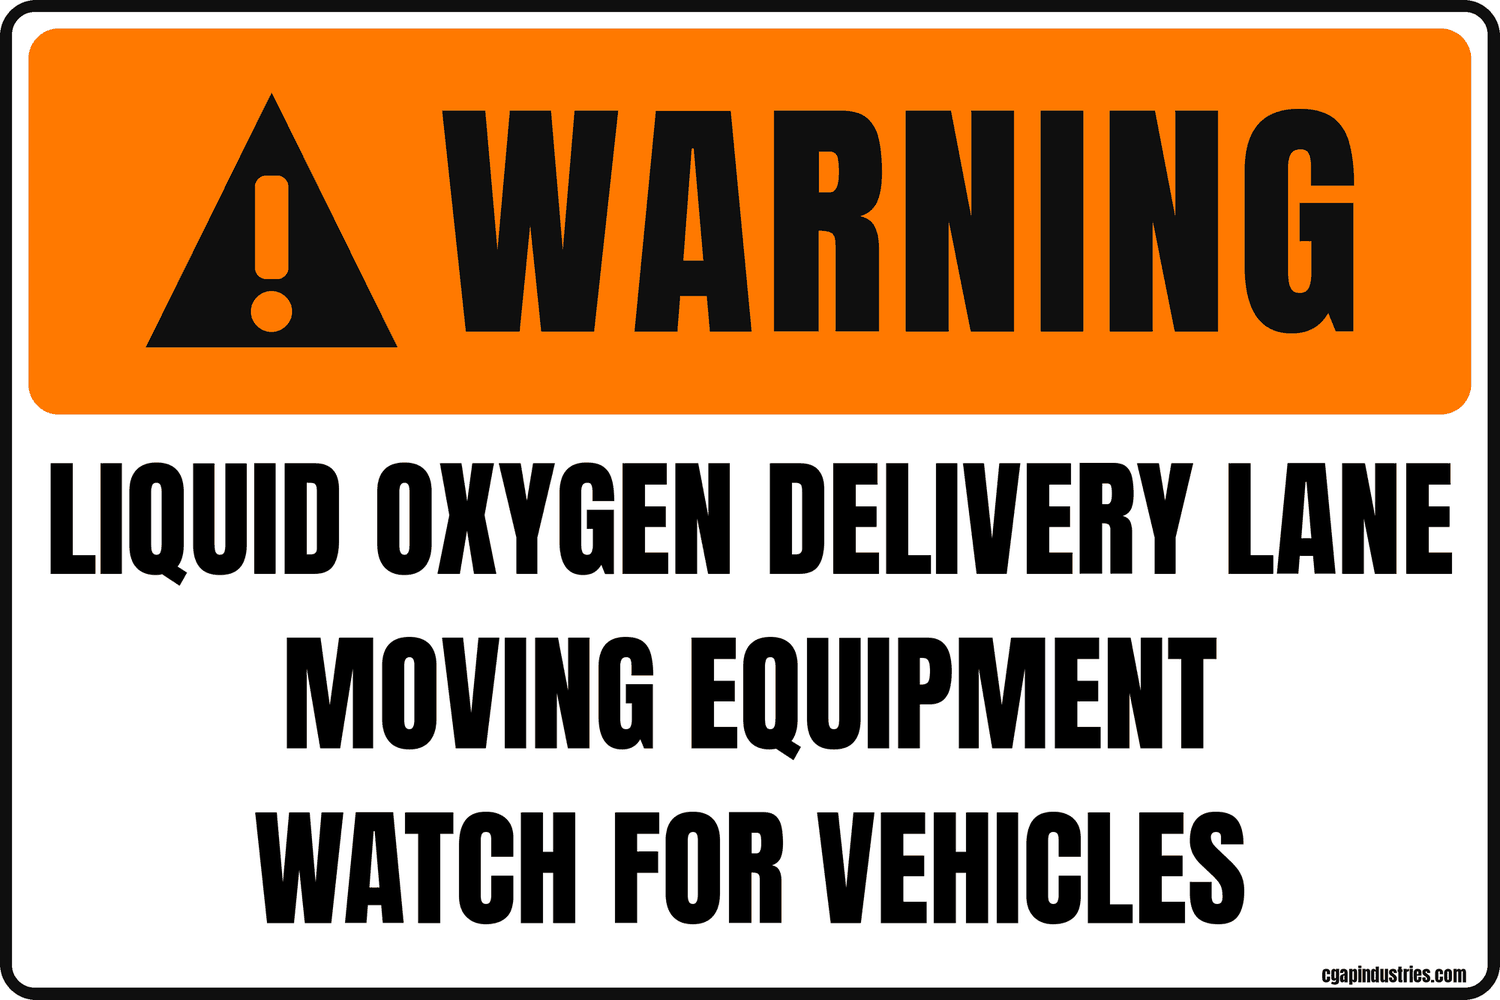 WARNING
LIQUID OXYGEN DELIVERY LANE
MOVING EQUIPMENT
WATCH FOR VEHICLES
cgapindustries.com